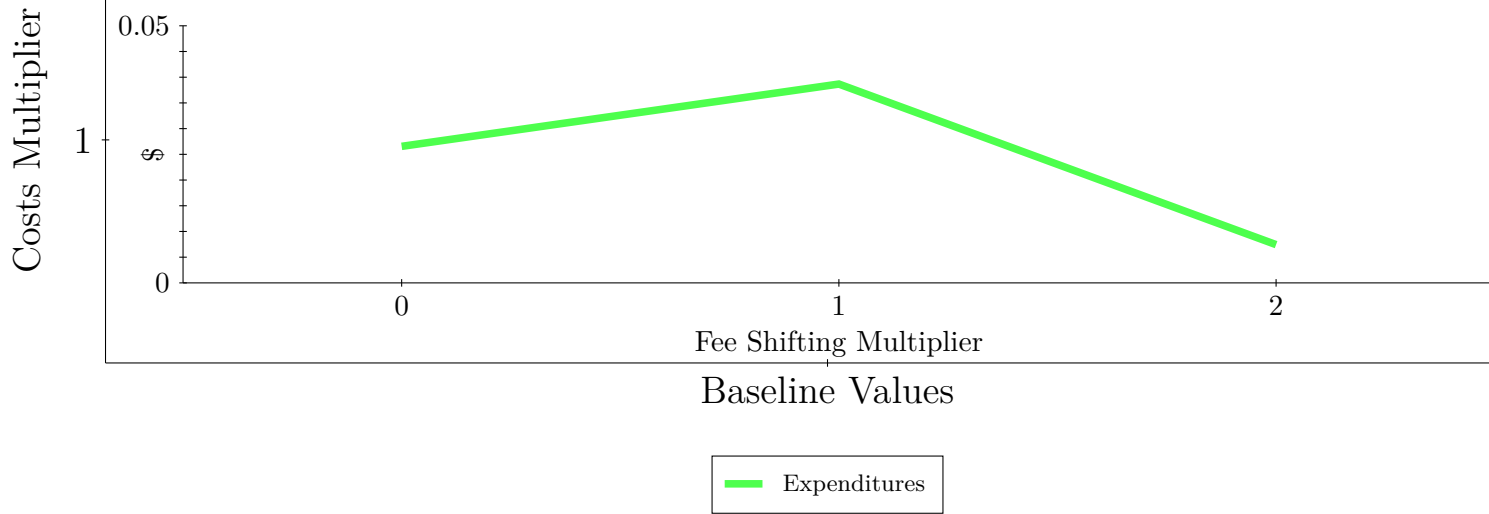 Costs Multiplier
1
$
0.05
0
0 1 2
Fee Shifting Multiplier
Baseline Values
Expenditures